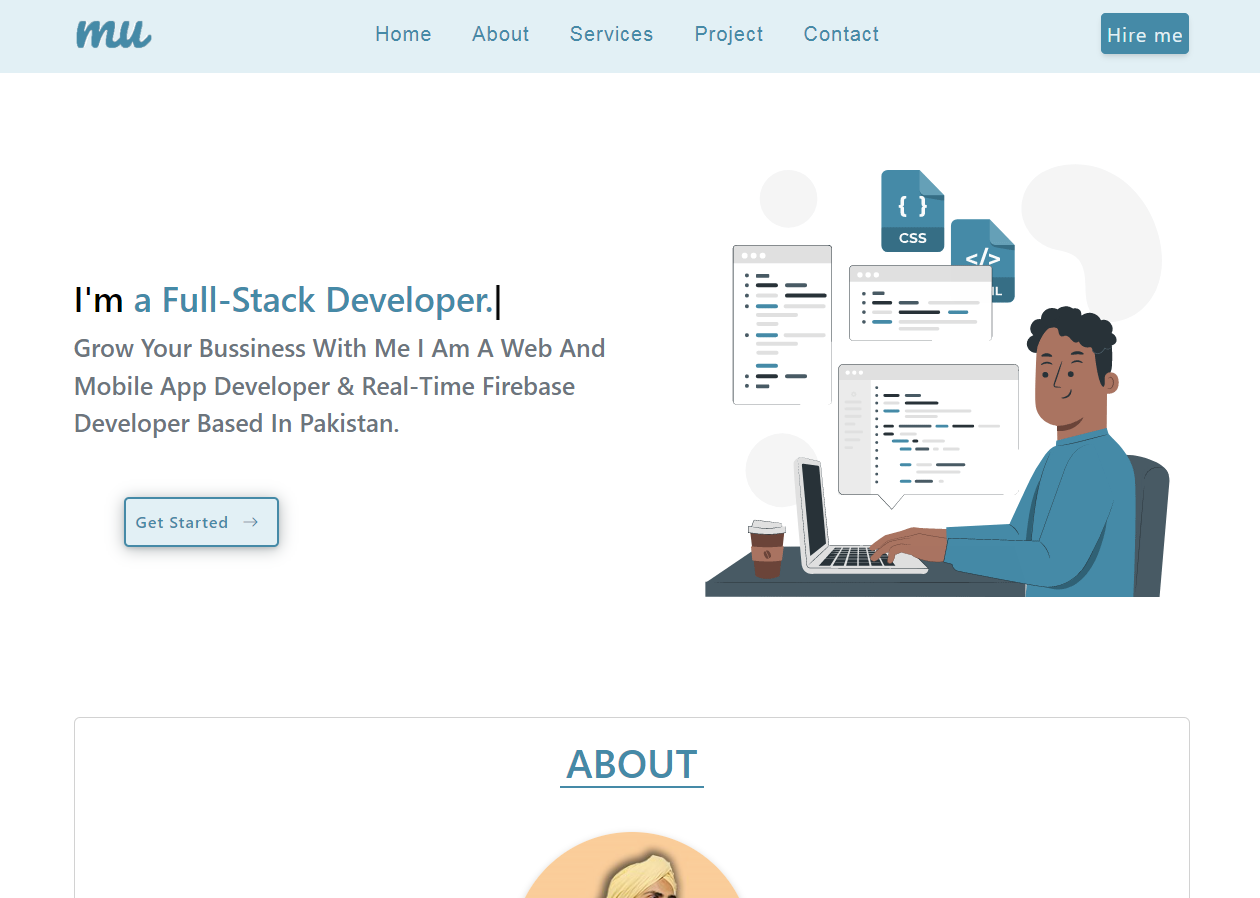 mu
Home About Services Project Contact
Hire me
{ }
CSS
</>
I'm a Full-Stack Developer.|
Grow Your Bussiness With Me I Am A Web And
Mobile App Developer & Real-Time Firebase
Developer Based In Pakistan.
Get Started →
ABOUT